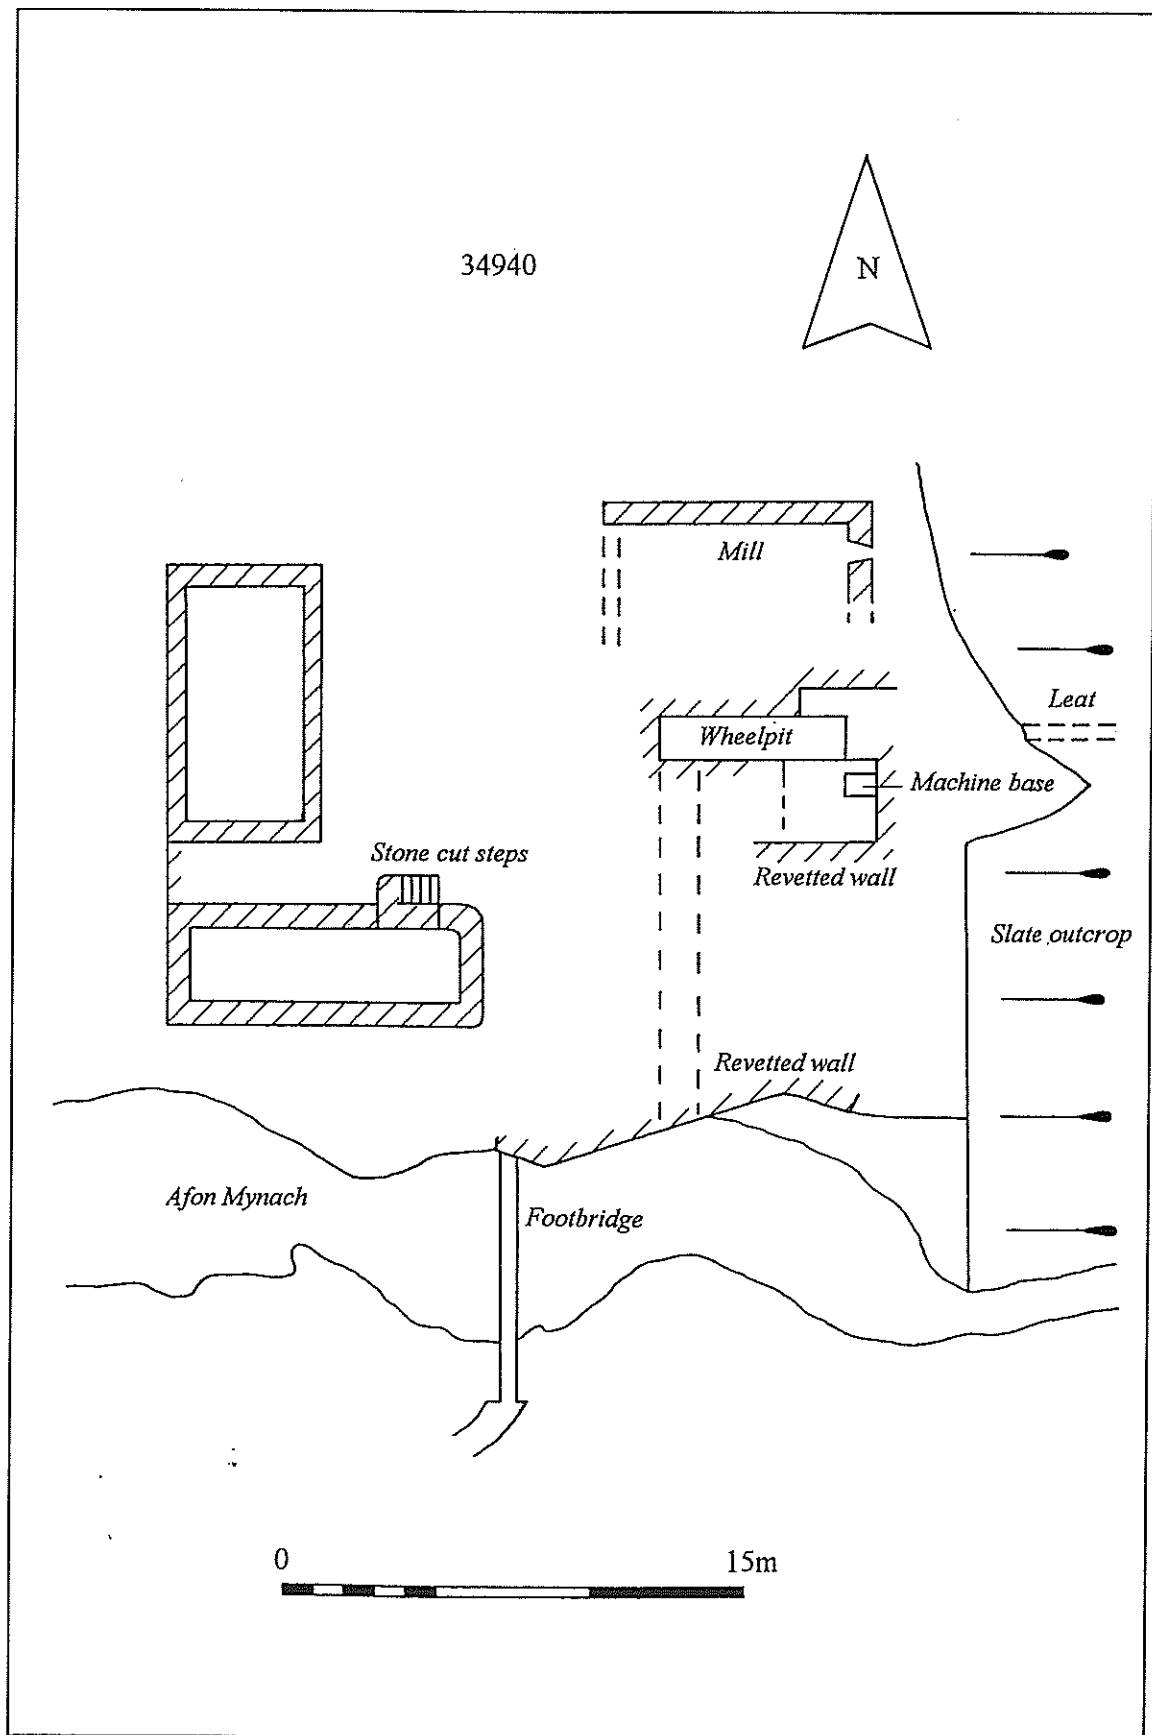 34940
N
Mill
Leat
Wheelpit
Machine base
Stone cut steps
Revetted wall
Slate outcrop
Revetted wall
Afon Mynach
Footbridge
0 15m